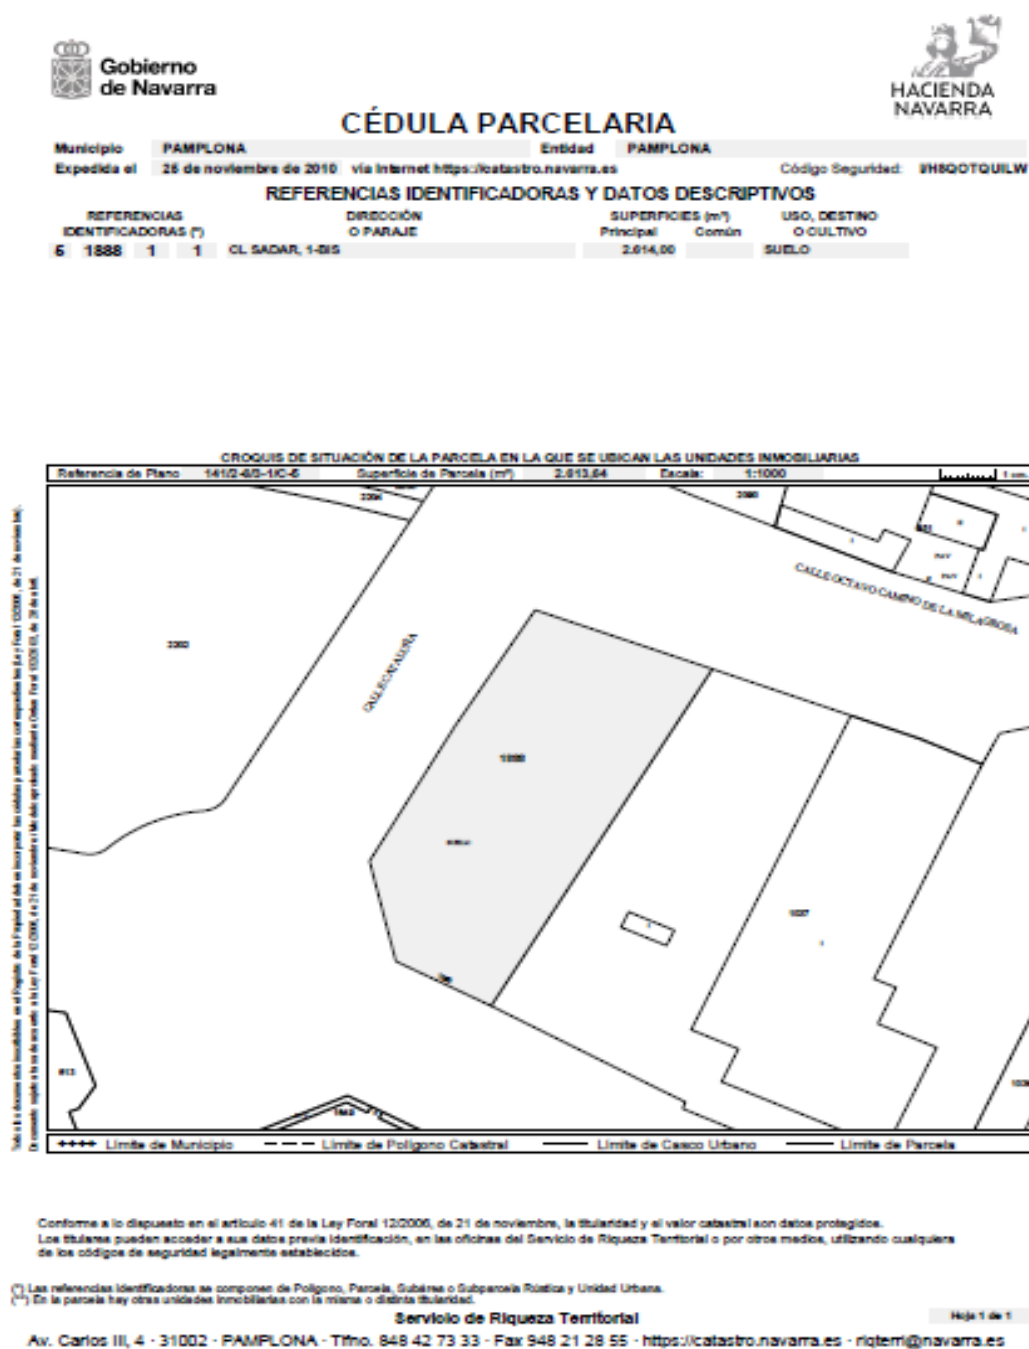 Gobierno
de Navarra
HACIENDA
NAVARRA
CÉDULA PARCELARIA
Municipio PAMPLONA Entidad PAMPLONA
Expedida el 25 de noviembre de 2010 vía Internet https://catastro.navarra.es Código Seguridad:
REFERENCIAS IDENTIFICADORAS Y DATOS DESCRIPTIVOS
REFERENCIAS DIRECCIÓN SUPERFICIES (m²) USO, DESTINO
IDENTIFICADORAS (*) O PARAJE Principal Común O CULTIVO
5 1888 1 1 CL SADAR, 1-BIS 2.014,00 SUELO
CROQUIS DE SITUACIÓN DE LA PARCELA EN LA QUE SE UBICAN LAS UNIDADES INMOBILIARIAS
Referencia de Plano Superficie de Parcela (m²) 2.013,64 Escala: 1:1000 1 cm.
CALLE OCTAVO CAMINO DE LA MILAGROSA
CALLE CATALUÑA
1888
1
Límite de Municipio Límite de Polígono Catastral Límite de Casco Urbano Límite de Parcela
Conforme a lo dispuesto en el artículo 41 de la Ley Foral 12/2006, de 21 de noviembre, la titularidad y el valor catastral son datos protegidos.
Los titulares pueden acceder a sus datos previa identificación, en las oficinas del Servicio de Riqueza Territorial o por otros medios, utilizando cualquiera
de los códigos de seguridad legalmente establecidos.
(*) Las referencias identificadoras se componen de Polígono, Parcela, Subárea o Subparcela Rústica y Unidad Urbana.
(**) En la parcela hay otras unidades inmobiliarias con la misma o distinta titularidad.
Servicio de Riqueza Territorial Hoja 1 de 1
Av. Carlos III, 4 - 31002 - PAMPLONA - Tfno. 848 42 73 33 - Fax 948 21 28 55 - https://catastro.navarra.es - riqterri@navarra.es